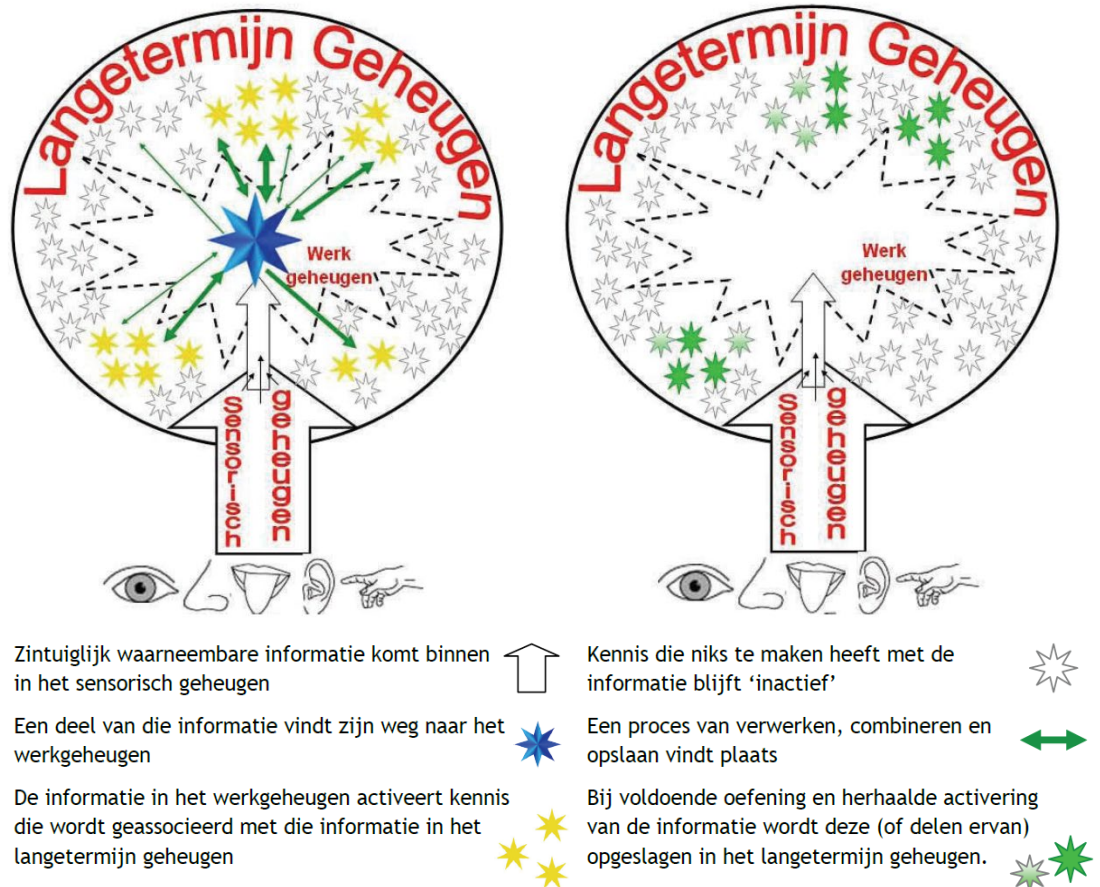 Langetermijn Geheugen
Werk
geheugen
Sensorisch
geheugen
Langetermijn Geheugen
Werk
geheugen
Sensorisch
geheugen
Zintuiglijk waarneembare informatie komt binnen
in het sensorisch geheugen
Een deel van die informatie vindt zijn weg naar het
werkgeheugen
De informatie in het werkgeheugen activeert kennis
die wordt geassocieerd met die informatie in het
langetermijn geheugen
Kennis die niks te maken heeft met de
informatie blijft ‘inactief’
Een proces van verwerken, combineren en
opslaan vindt plaats
Bij voldoende oefening en herhaalde activering
van de informatie wordt deze (of delen ervan)
opgeslagen in het langetermijn geheugen.